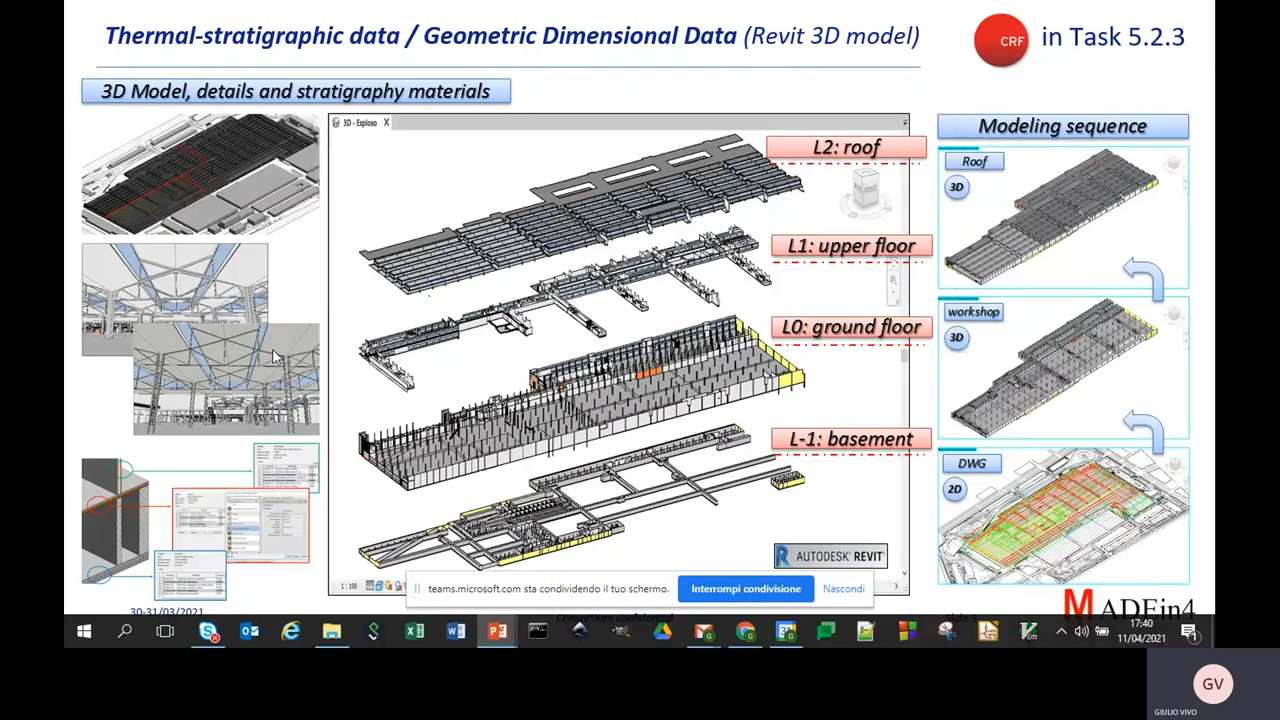 Thermal-stratigraphic data / Geometric Dimensional Data (Revit 3D model)
CRF
in Task 5.2.3
3D Model, details and stratigraphy materials
3D - Esploso X
L2: roof
L1: upper floor
L0: ground floor
L-1: basement
AUTODESK REVIT
1 : 100
Modeling sequence
Roof
3D
workshop
3D
DWG
2D
teams.microsoft.com sta condividendo il tuo schermo.
Interrompi condivisione
Nascondi
30-31/03/2021
Consortium confidential
MADEin4
17:40
11/04/2021
GV
GIULIO VIVO